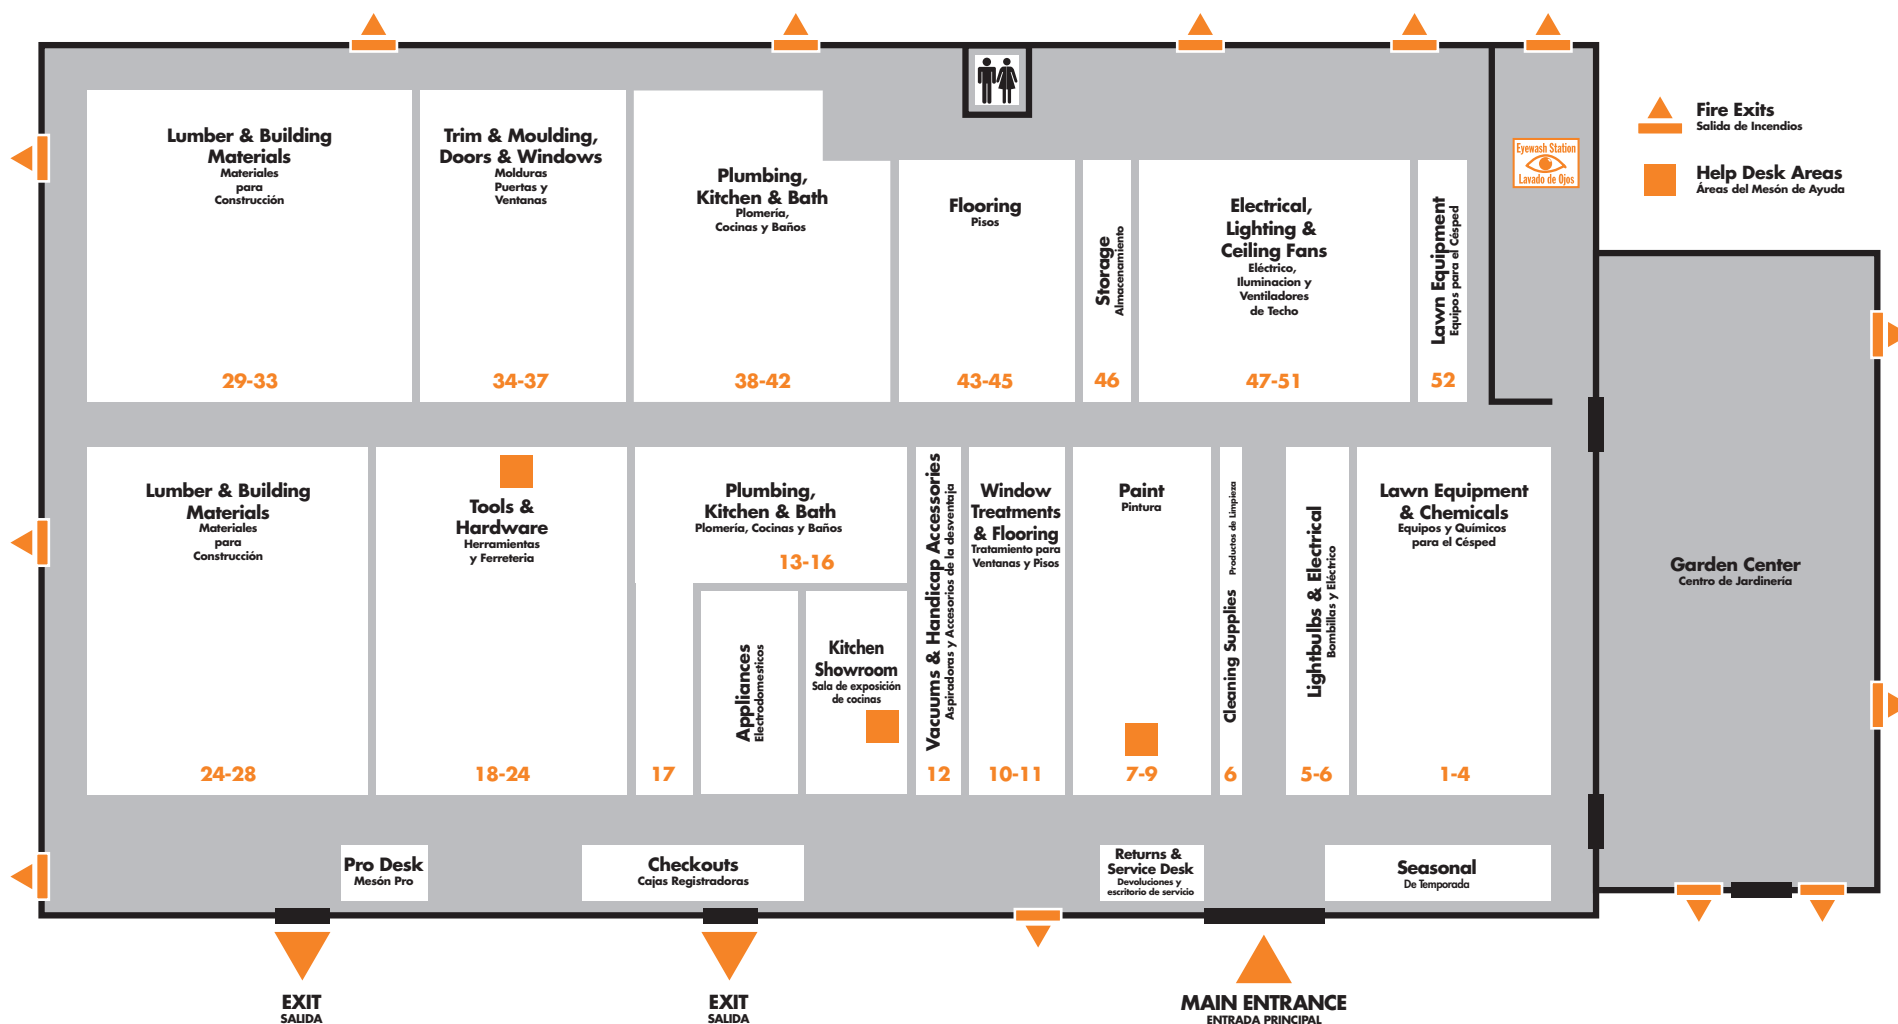 Fire Exits
Salida de Incendios
Help Desk Areas
Áreas del Mesón de Ayuda
Eyewash Station
Lavado de Ojos
Lumber & Building
Materials
Materiales
para
Construcción
29-33
Trim & Moulding,
Doors & Windows
Molduras
Puertas y
Ventanas
34-37
Plumbing,
Kitchen & Bath
Plomería,
Cocinas y Baños
38-42
Flooring
Pisos
43-45
Storage
Almacenamiento
46
Electrical,
Lighting &
Ceiling Fans
Eléctrico,
Iluminacion y
Ventiladores
de Techo
47-51
Lawn Equipment
Equipos para el Césped
52
Lumber & Building
Materials
Materiales
para
Construcción
24-28
Tools &
Hardware
Herramientas
y Ferreteria
18-24
Plumbing,
Kitchen & Bath
Plomería, Cocinas y Baños
13-16
17
Appliances
Electrodomesticos
Kitchen
Showroom
Sala de exposición
de cocinas
Vacuums & Handicap Accessories
Aspiradoras y Accesorios de la desventaja
12
Window
Treatments
& Flooring
Tratamiento para
Ventanas y Pisos
10-11
Paint
Pintura
7-9
Cleaning Supplies Productos de Limpieza
6
Lightbulbs & Electrical
Bombillas y Eléctrico
5-6
Lawn Equipment
& Chemicals
Equipos y Químicos
para el Césped
1-4
Garden Center
Centro de Jardinería
Pro Desk
Mesón Pro
Checkouts
Cajas Registradoras
Returns &
Service Desk
Devoluciones y
escritorio de servicio
Seasonal
De Temporada
EXIT
SALIDA
EXIT
SALIDA
MAIN ENTRANCE
ENTRADA PRINCIPAL